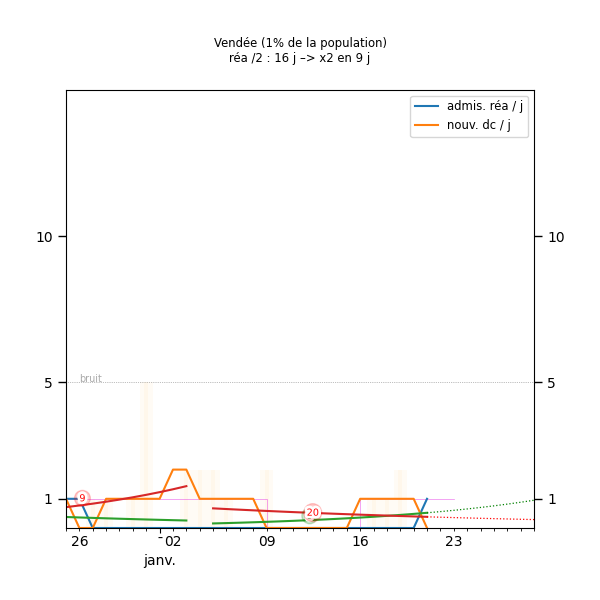 Vendée (1% de la population)
réa /2 : 16 j –> x2 en 9 j
admis. réa / j
nouv. dc / j
10
10
bruit
5
5
9
1
1
20
26
02
09
16
23
janv.